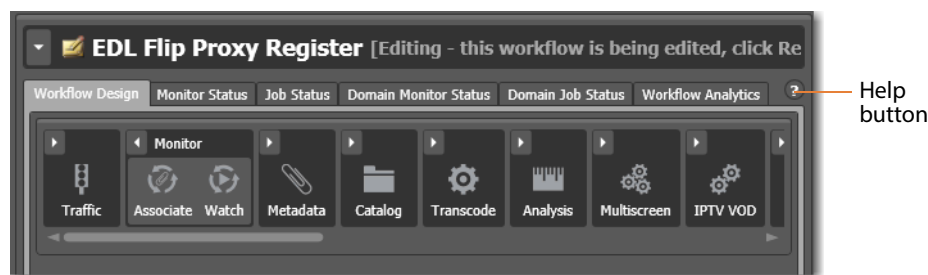 EDL Flip Proxy Register [Editing - this workflow is being edited, click Re
Workflow Design Monitor Status Job Status Domain Monitor Status Domain Job Status Workflow Analytics ?
Help
button
Monitor
Traffic Associate Watch Metadata Catalog Transcode Analysis Multiscreen IPTV VOD